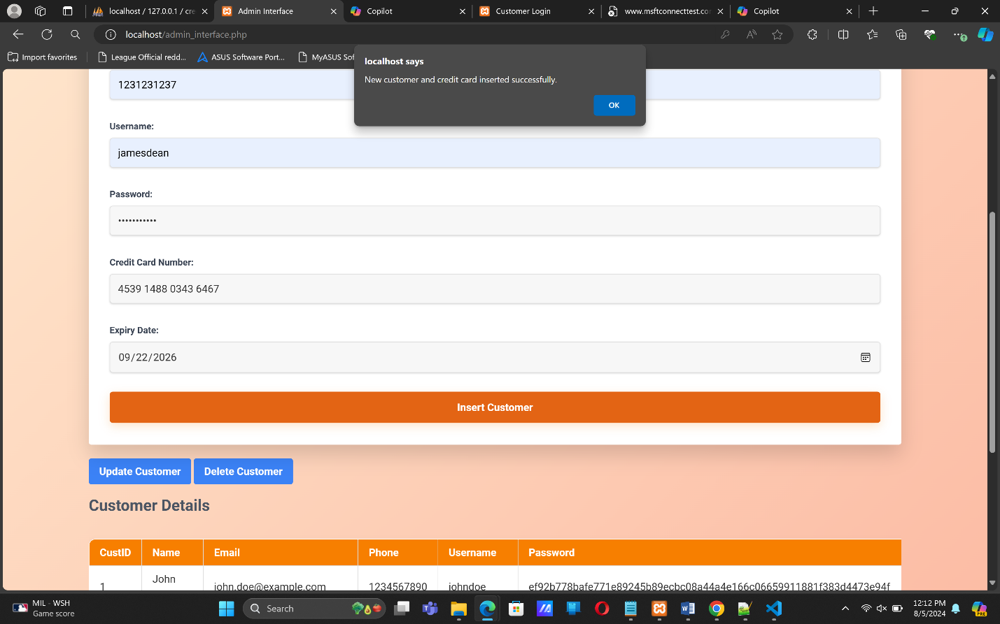 localhost / 127.0.0.1 / cre
Admin Interface
Copilot
Customer Login
www.msftconnecttest.cor
Copilot
localhost/admin_interface.php
Import favorites
League Official redd...
ASUS Software Port...
MyASUS Sof
localhost says
New customer and credit card inserted successfully.
OK
1231231237
Username:
jamesdean
Password:
•••••••••••
Credit Card Number:
4539 1488 0343 6467
Expiry Date:
09/22/2026
Insert Customer
Update Customer
Delete Customer
Customer Details
CustID Name Email Phone Username Password
John
1 john.doe@example.com 1234567890 johndoe ef92b778bafe771e89245b89ecbc08a44a4e166c06659911881f383d4473e94f
MIL - WSH
Game score
Search
12:12 PM
8/5/2024
PRE